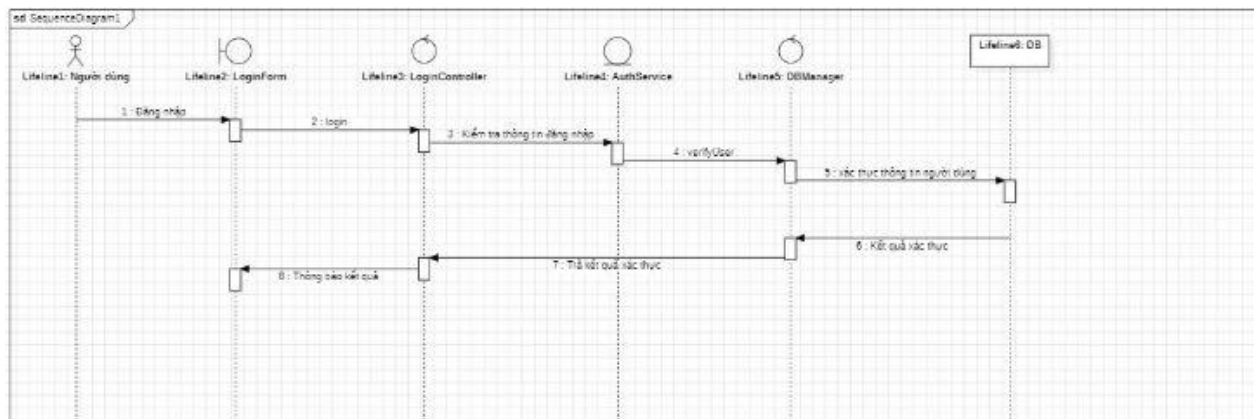 sd SequenceDiagram1
Lifeline1: Người dùng
Lifeline2: LoginForm
Lifeline3: LoginController
Lifeline4: AuthService
Lifeline5: DBManager
Lifeline6: DB
1 : Đăng nhập
2 : login
3 : Kiểm tra thông tin đăng nhập
4 : verifyUser
5 : xác thực thông tin người dùng
6 : Kết quả xác thực
7 : Trả kết quả xác thực
8 : Thông báo kết quả